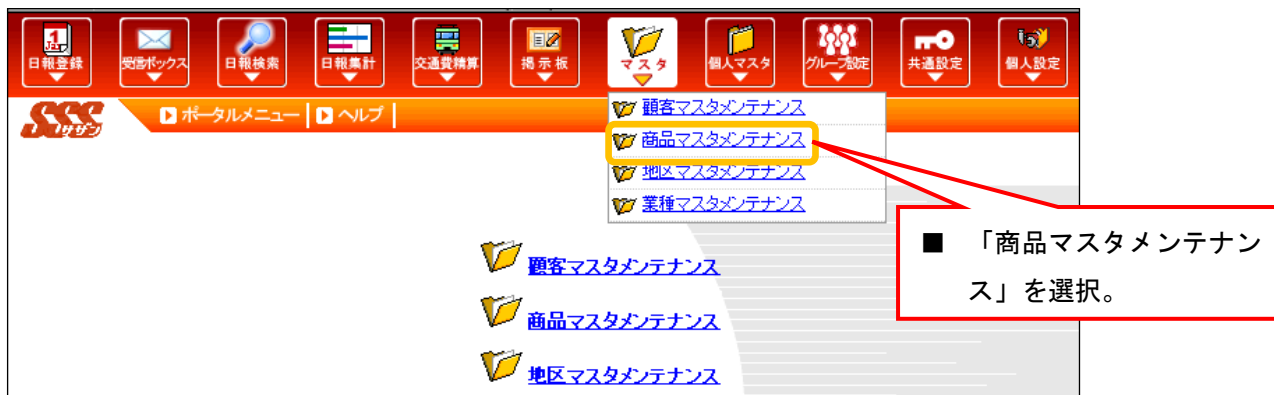 日報登録
受信ボックス
日報検索
日報集計
交通費精算
掲示板
マスタ
個人マスタ
グループ設定
共通設定
個人設定
SSS
サザン
ポータルメニュー
ヘルプ
顧客マスタメンテナンス
商品マスタメンテナンス
地区マスタメンテナンス
業種マスタメンテナンス
■ 「商品マスタメンテナン
ス」を選択。
顧客マスタメンテナンス
商品マスタメンテナンス
地区マスタメンテナンス